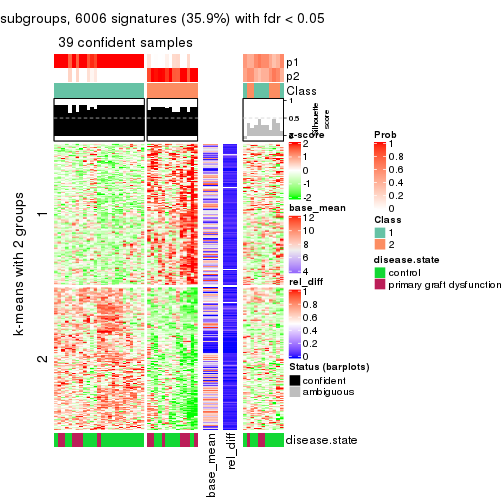 subgroups, 6006 signatures (35.9%) with fdr < 0.05
39 confident samples
p1
p2
Class
1
0.5
0
Silhouette
score
z-score
2
1
0
-1
-2
base_mean
12
10
8
6
4
rel_diff
1
0.8
0.6
0.4
0.2
0
Status (barplots)
confident
ambiguous
Prob
1
0.8
0.6
0.4
0.2
0
Class
1
2
disease.state
control
primary graft dysfunction
k-means with 2 groups
1
2
disease.state
base_mean
rel_diff